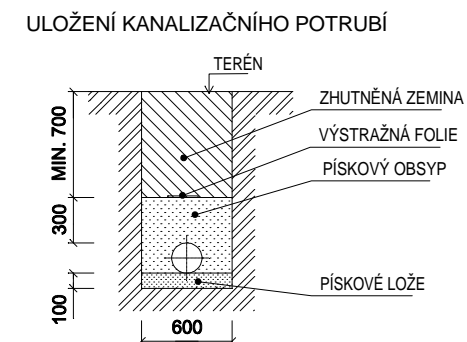 ULOŽENÍ KANALIZAČNÍHO POTRUBÍ
TERÉN
ZHUTNĚNÁ ZEMINA
MIN. 700
VÝSTRAŽNÁ FOLIE
PÍSKOVÝ OBSYP
300
PÍSKOVÉ LOŽE
100
600